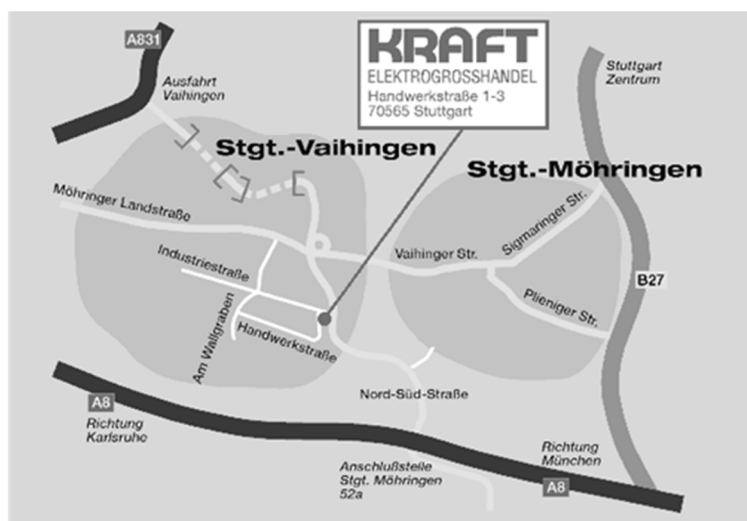 A831
KRAFT
ELEKTROGROSSHANDEL
Handwerkstraße 1-3
70565 Stuttgart
Stuttgart
Zentrum
Ausfahrt
Vaihingen
Stgt.-Vaihingen
Stgt.-Möhringen
Möhringer Landstraße
Sigmaringer Str.
Vaihinger Str.
Industriestraße
B27
Plieniger Str.
Am Wallgraben
Handwerkstraße
Nord-Süd-Straße
A8
Richtung
Karlsruhe
Richtung
München
Anschlußstelle
Stgt. Möhringen
52a
A8